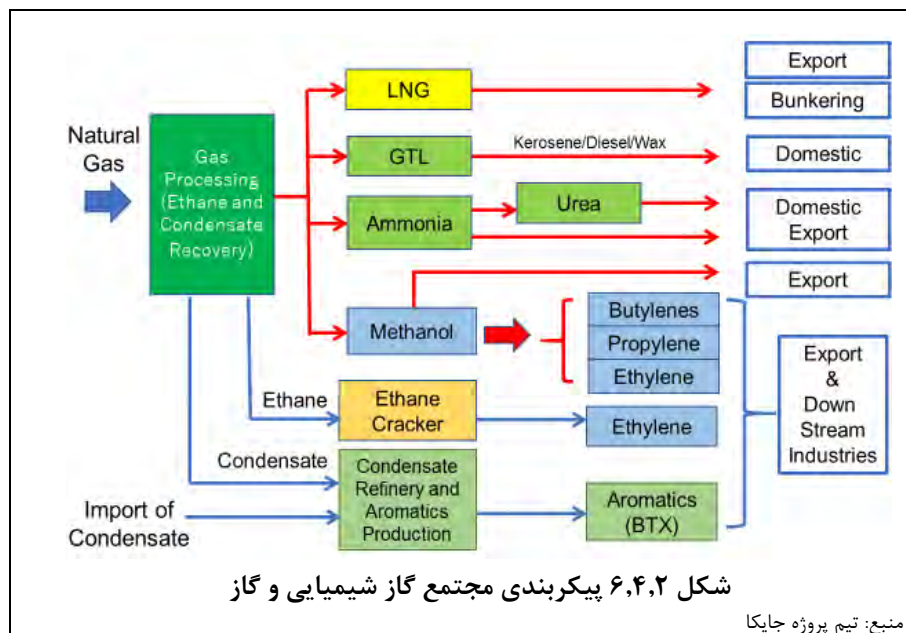 Natural
Gas
Gas
Processing
(Ethane and
Condensate
Recovery)
LNG
Export
Bunkering
GTL
Kerosene/Diesel/Wax
Domestic
Ammonia
Urea
Domestic
Export
Export
Methanol
Butylenes
Propylene
Ethylene
Export
&
Down
Stream
Industries
Ethane
Ethane
Cracker
Ethylene
Condensate
Import of
Condensate
Condensate
Refinery and
Aromatics
Production
Aromatics
(BTX)
شکل ۶,۴,۲ پیکربندی مجتمع گاز شیمیایی و گاز
منبع: تیم پروژه جایکا